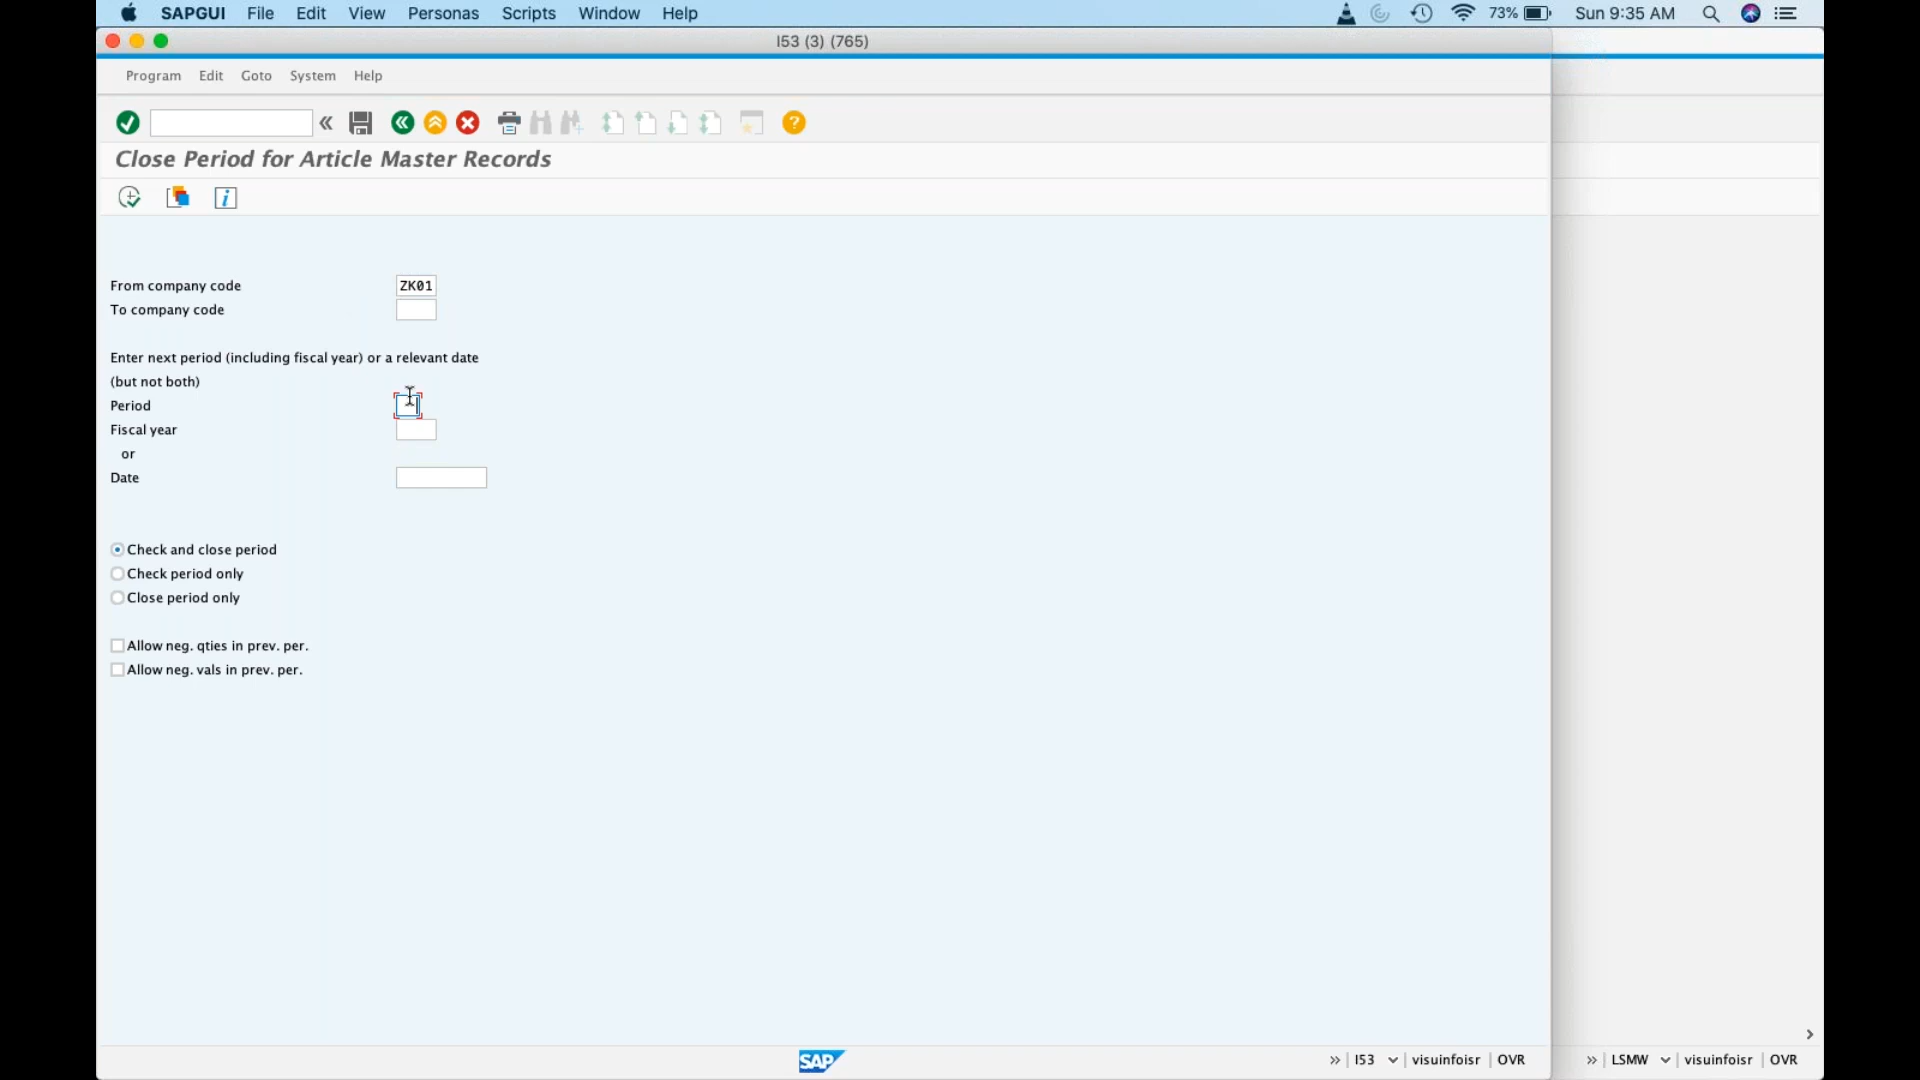 SAPGUI File Edit View Personas Scripts Window Help 73% Sun 9:35 AM
I53 (3) (765)
Program Edit Goto System Help
Close Period for Article Master Records
From company code ZK01
To company code
Enter next period (including fiscal year) or a relevant date
(but not both)
Period
Fiscal year
or
Date
Check and close period
Check period only
Close period only
Allow neg. qties in prev. per.
Allow neg. vals in prev. per.
SAP » I53 visuinfoisr OVR » LSMW visuinfoisr OVR